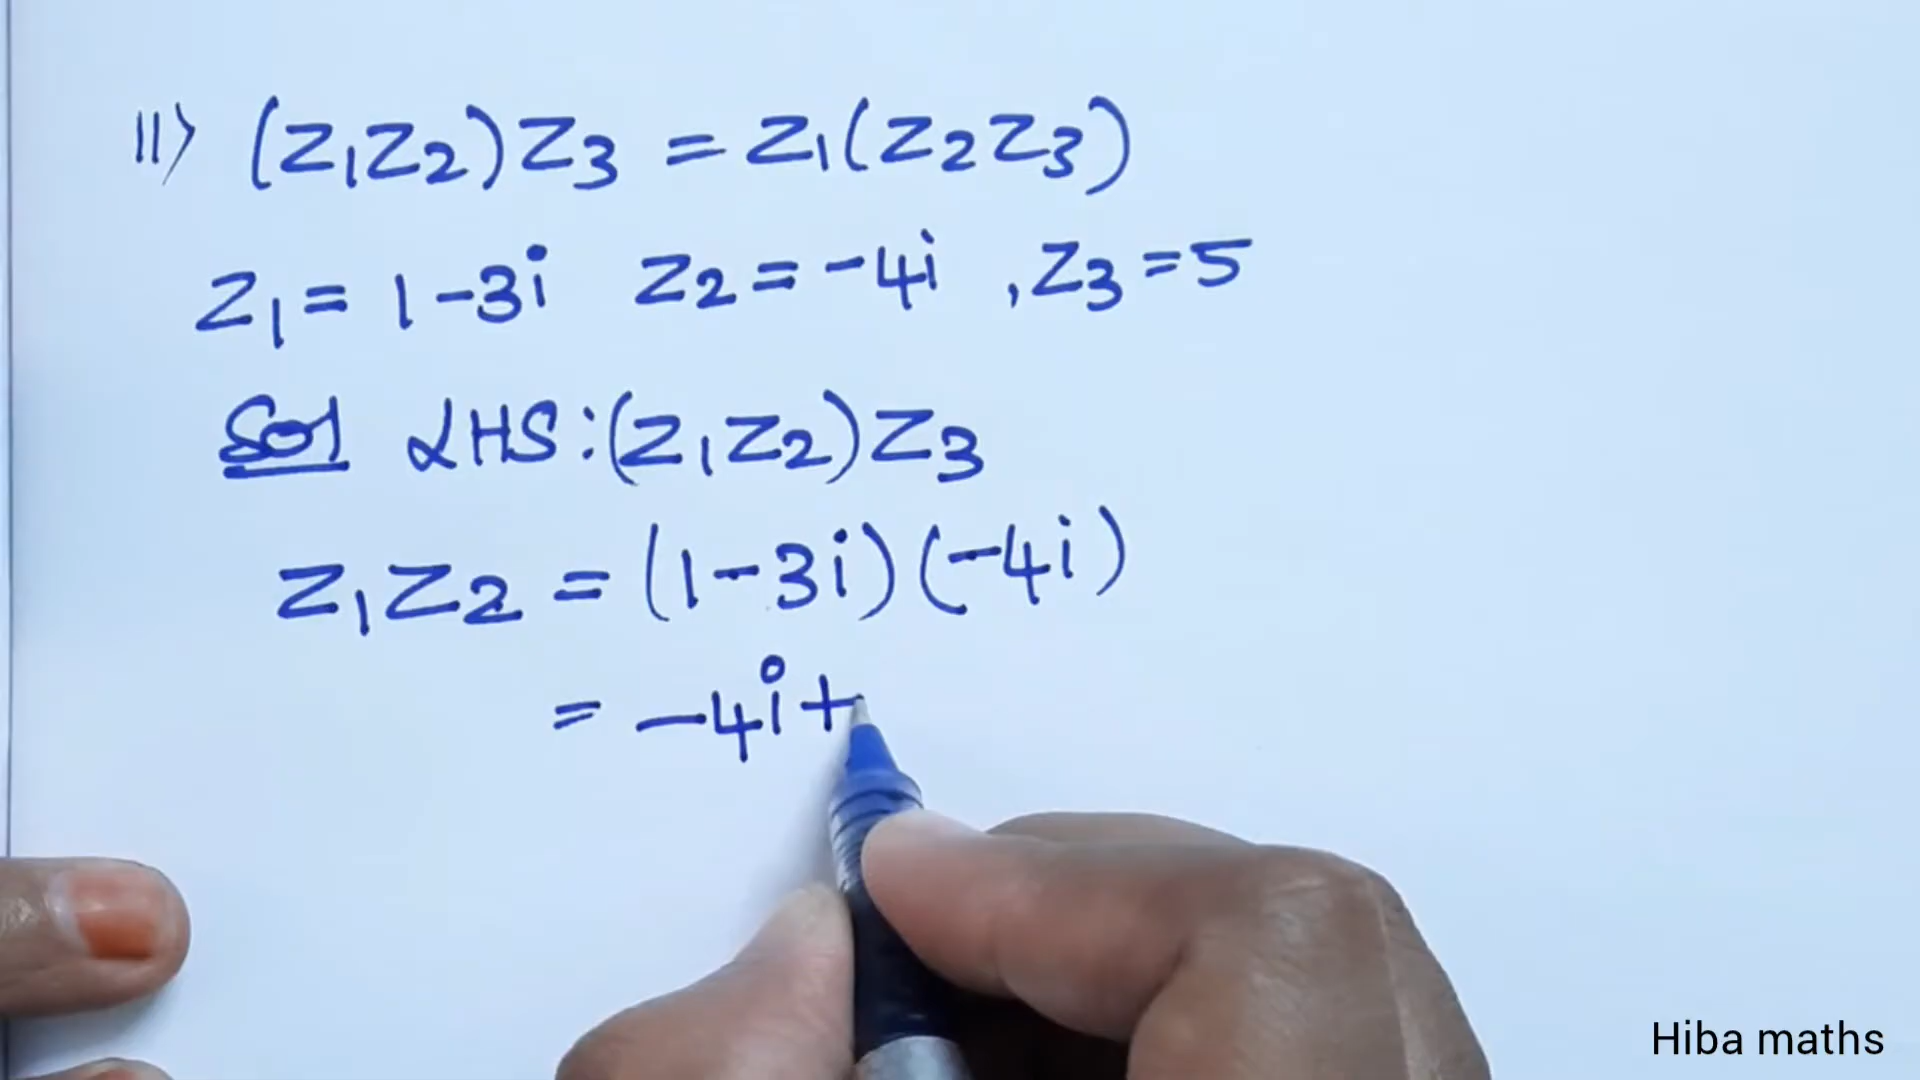 11) (Z₁Z₂)Z₃ = Z₁(Z₂Z₃)
Z₁ = 1-3i Z₂ = -4i , Z₃ = 5
Sol LHS:(Z₁Z₂)Z₃
Z₁Z₂ = (1-3i)(-4i)
= -4i+
Hiba maths